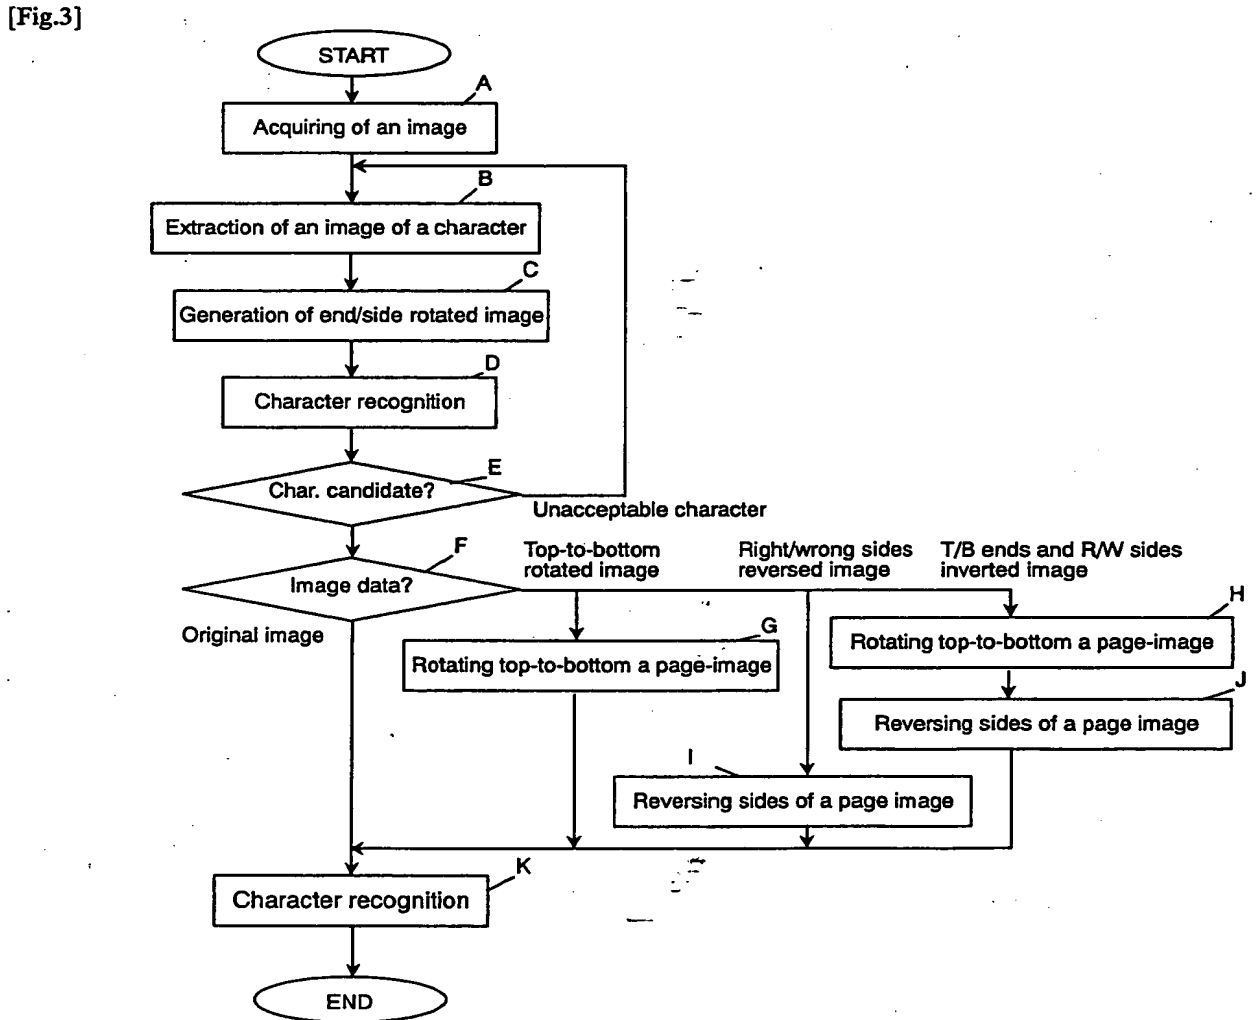 [Fig.3]
START
A
Acquiring of an image
B
Extraction of an image of a character
C
Generation of end/side rotated image
D
Character recognition
E
Char. candidate?
Unacceptable character
F
Image data?
Top-to-bottom
rotated image
Right/wrong sides
reversed image
T/B ends and R/W sides
inverted image
Original image
G
Rotating top-to-bottom a page-image
H
Rotating top-to-bottom a page-image
J
Reversing sides of a page image
I
Reversing sides of a page image
K
Character recognition
END